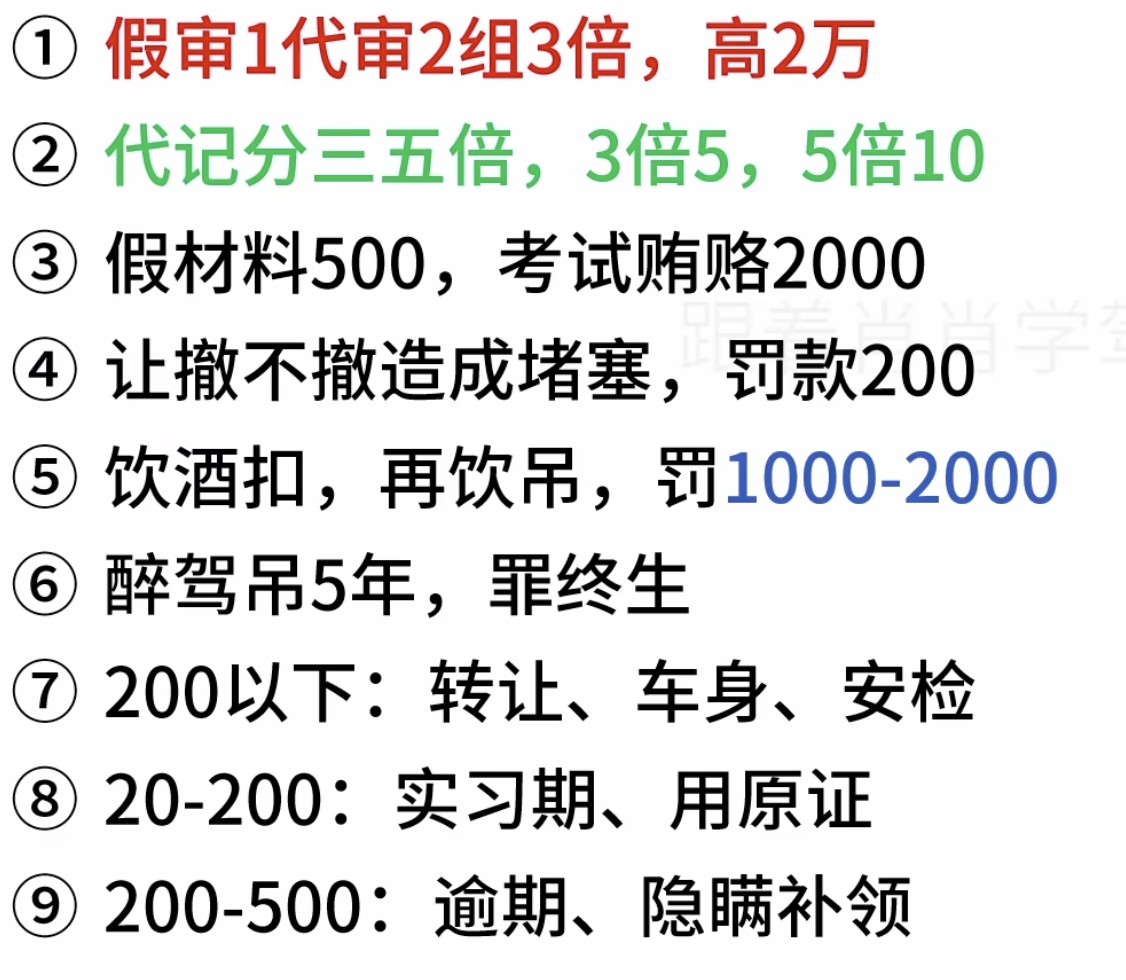 ① 假审1代审2组3倍，高2万
② 代记分三五倍，3倍5，5倍10
③ 假材料500，考试贿赂2000
跟着肖肖学驾
④ 让撤不撤造成堵塞，罚款200
⑤ 饮酒扣，再饮吊，罚1000-2000
⑥ 醉驾吊5年，罪终生
⑦ 200以下：转让、车身、安检
⑧ 20-200：实习期、用原证
⑨ 200-500：逾期、隐瞒补领